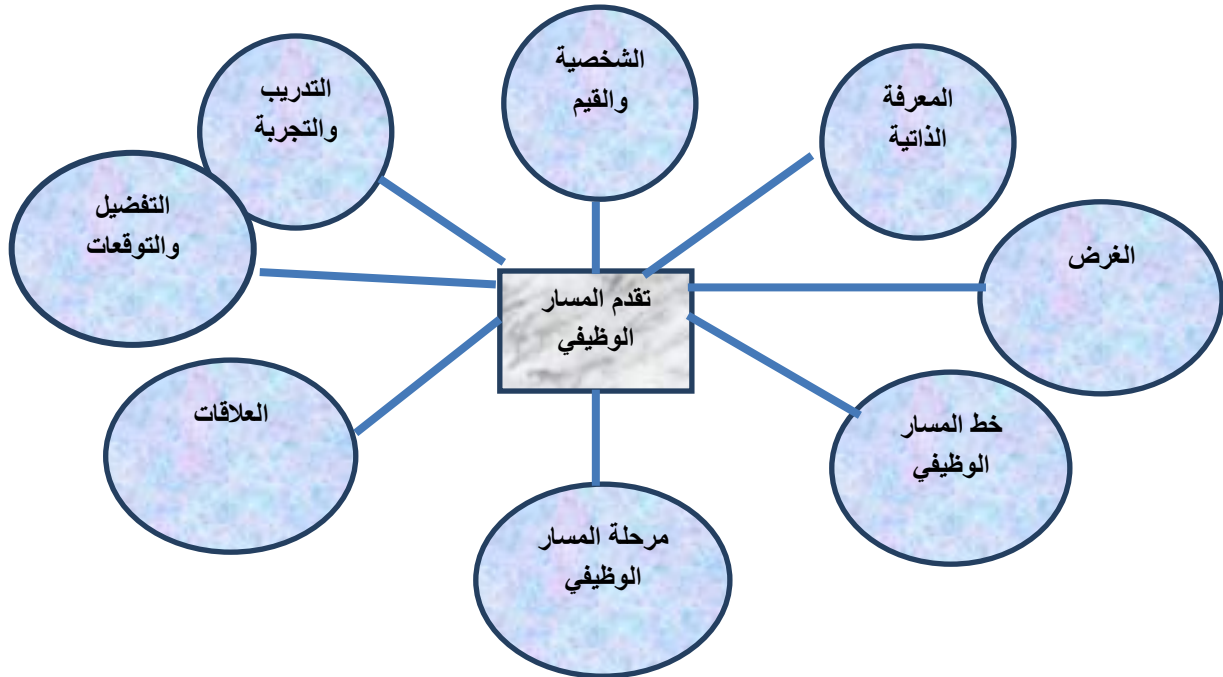 الشخصية
والقيم
المعرفة
الذاتية
الغرض
خط المسار
الوظيفي
مرحلة المسار
الوظيفي
العلاقات
التفضيل
والتوقعات
التدريب
والتجربة
تقدم المسار
الوظيفي